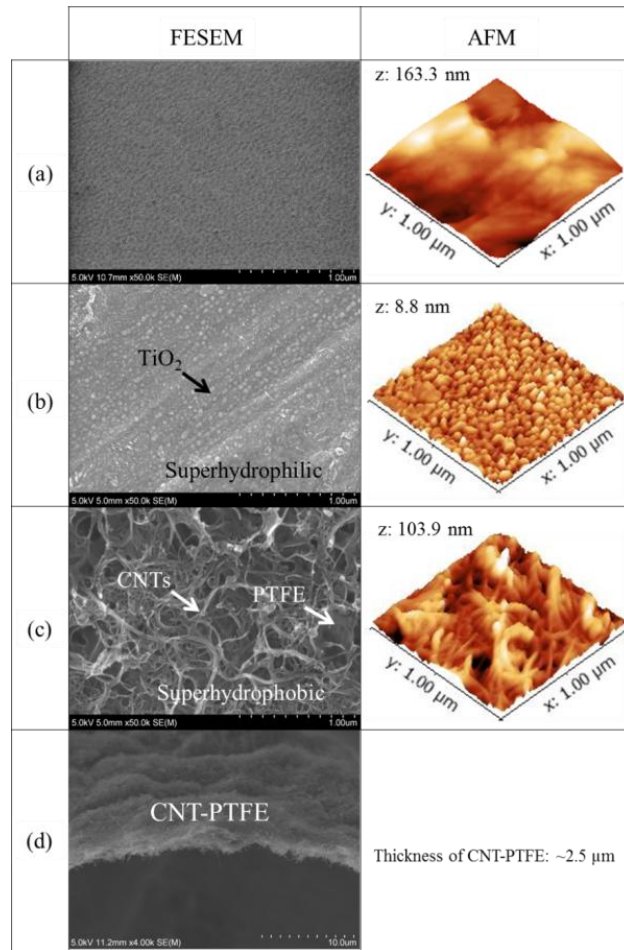 FESEM
AFM
(a)
5.0kV 10.7mm x50.0k SE(M)
1.00um
z: 163.3 nm
y: 1.00 µm
x: 1.00 µm
(b)
TiO2
Superhydrophilic
5.0kV 5.0mm x50.0k SE(M)
1.00um
z: 8.8 nm
y: 1.00 µm
x: 1.00 µm
(c)
CNTs
PTFE
Superhydrophobic
5.0kV 5.0mm x50.0k SE(M)
1.00um
z: 103.9 nm
y: 1.00 µm
x: 1.00 µm
(d)
CNT-PTFE
5.0kV 11.2mm x4.00k SE(M)
10.0um
Thickness of CNT-PTFE: ~2.5 µm